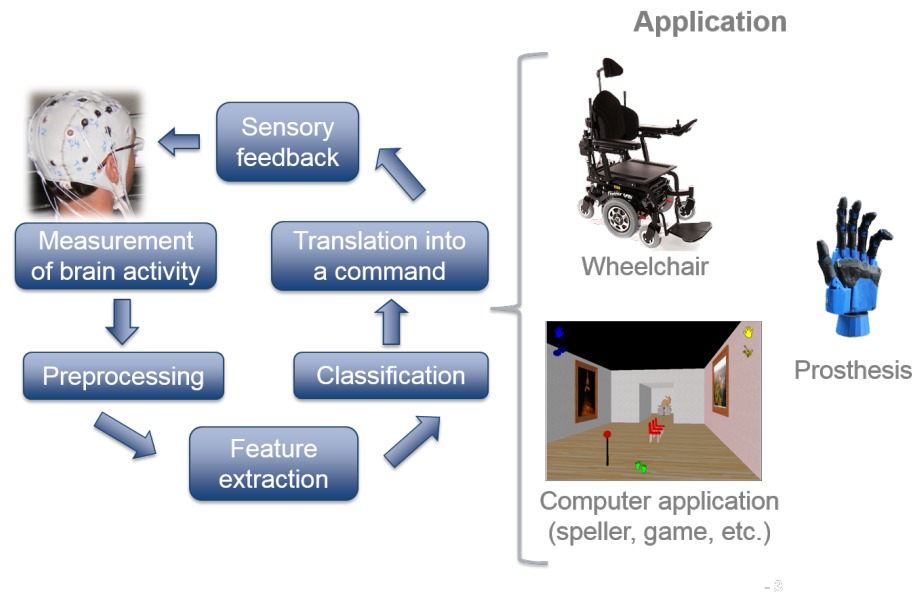 Application
Sensory
feedback
Measurement
of brain activity
Translation into
a command
Wheelchair
Preprocessing
Classification
Prosthesis
Feature
extraction
Computer application
(speller, game, etc.)
- 3